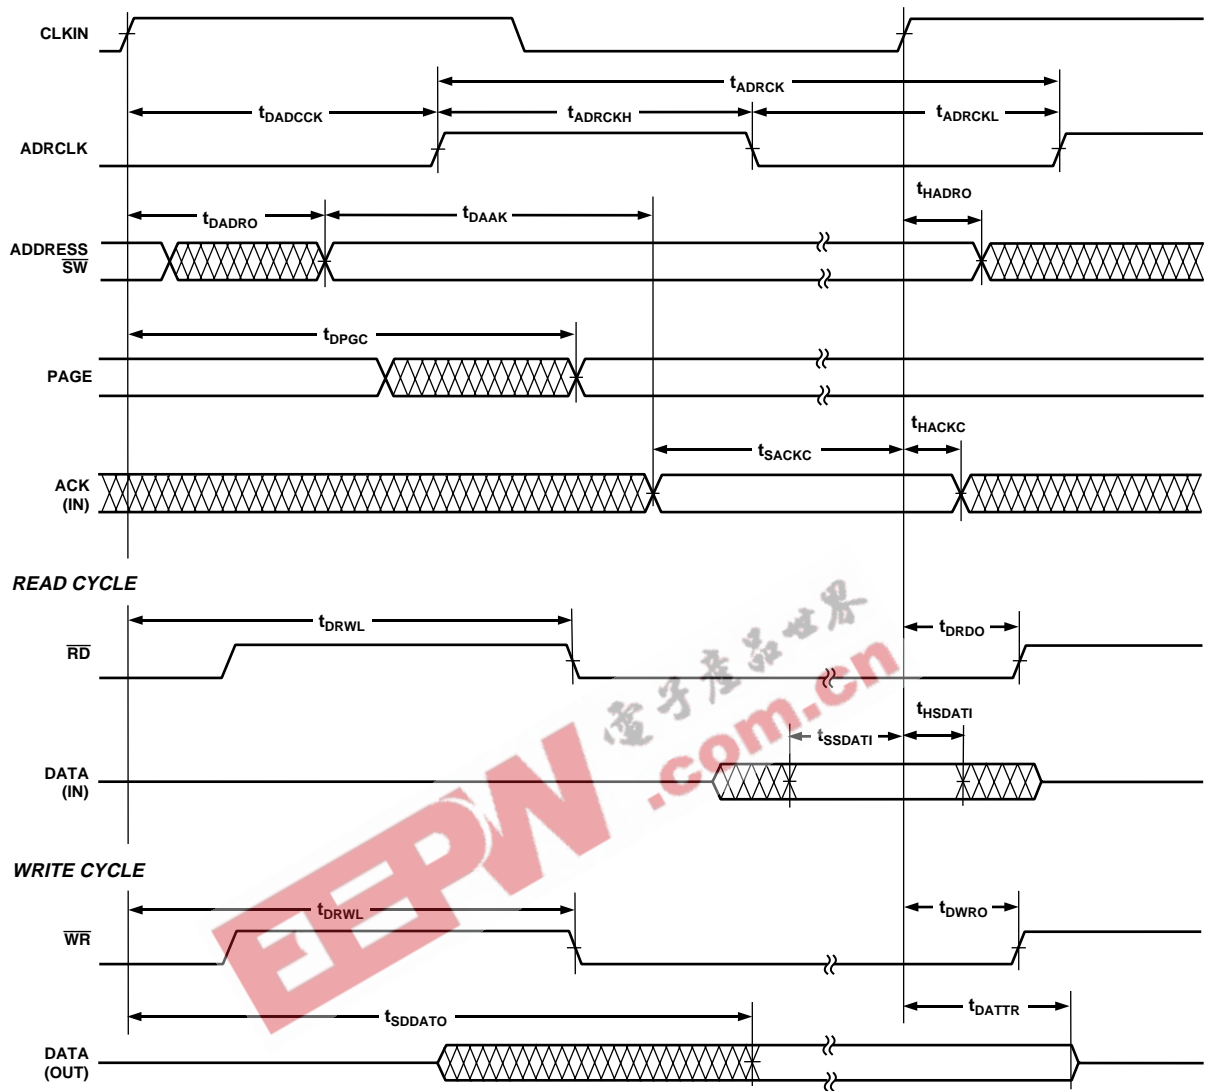 CLKIN
tADRCK
tDADCCK
tADRCKH
tADRCKL
ADRCLK
tHADRO
tDADRO
tDAAK
ADDRESS
SW
tDPGC
PAGE
tHACKC
tSACKC
ACK
(IN)
READ CYCLE
tDRWL
tDRDO
RD
電子產品世界
.com.cn
tHSDATI
tSSDATI
DATA
(IN)
EEPW
WRITE CYCLE
tDRWL
tDWRO
WR
tSDDATO
tDATTR
DATA
(OUT)